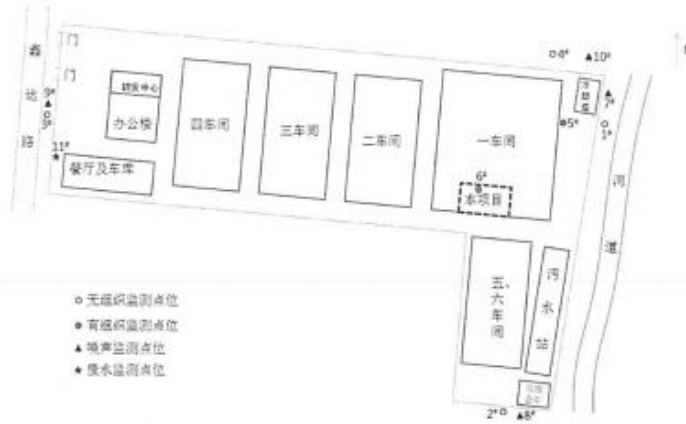 门
4#
▲10#
门
7#
研发中心
9#
办公楼
四车间
三车间
二车间
一车间
5#
1#
3#
11#
餐厅及车库
6#
本项目
河
道
路
五、
六车间
污
水
站
○ 无组织监测点位
有组织监测点位
▲ 噪声监测点位
★ 废水监测点位
2#
▲8#